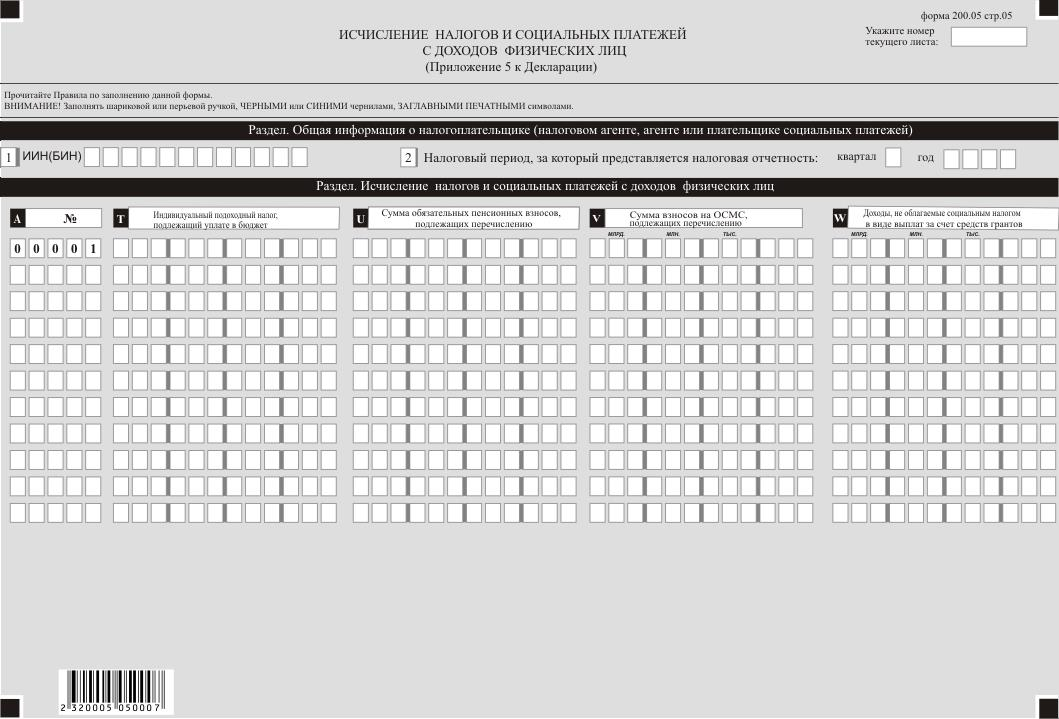 форма 200.05 стр.05
Укажите номер
текущего листа:
ИСЧИСЛЕНИЕ НАЛОГОВ И СОЦИАЛЬНЫХ ПЛАТЕЖЕЙ
С ДОХОДОВ ФИЗИЧЕСКИХ ЛИЦ
(Приложение 5 к Декларации)
Прочитайте Правила по заполнению данной формы.
ВНИМАНИЕ! Заполнять шариковой или перьевой ручкой, ЧЕРНЫМИ или СИНИМИ чернилами, ЗАГЛАВНЫМИ ПЕЧАТНЫМИ символами.
Раздел. Общая информация о налогоплательщике (налоговом агенте, агенте или плательщике социальных платежей)
1 ИИН(БИН)
2 Налоговый период, за который представляется налоговая отчетность: квартал год
Раздел. Исчисление налогов и социальных платежей с доходов физических лиц
A №
T Индивидуальный подоходный налог,
подлежащий уплате в бюджет
U Сумма обязательных пенсионных взносов,
подлежащих перечислению
V Сумма взносов на ОСМС,
подлежащих перечислению
W Доходы, не облагаемые социальным налогом
в виде выплат за счет средств грантов
МЛРД. МЛН. ТЫС.
МЛРД. МЛН. ТЫС.
0 0 0 0 1
2 320005 050007